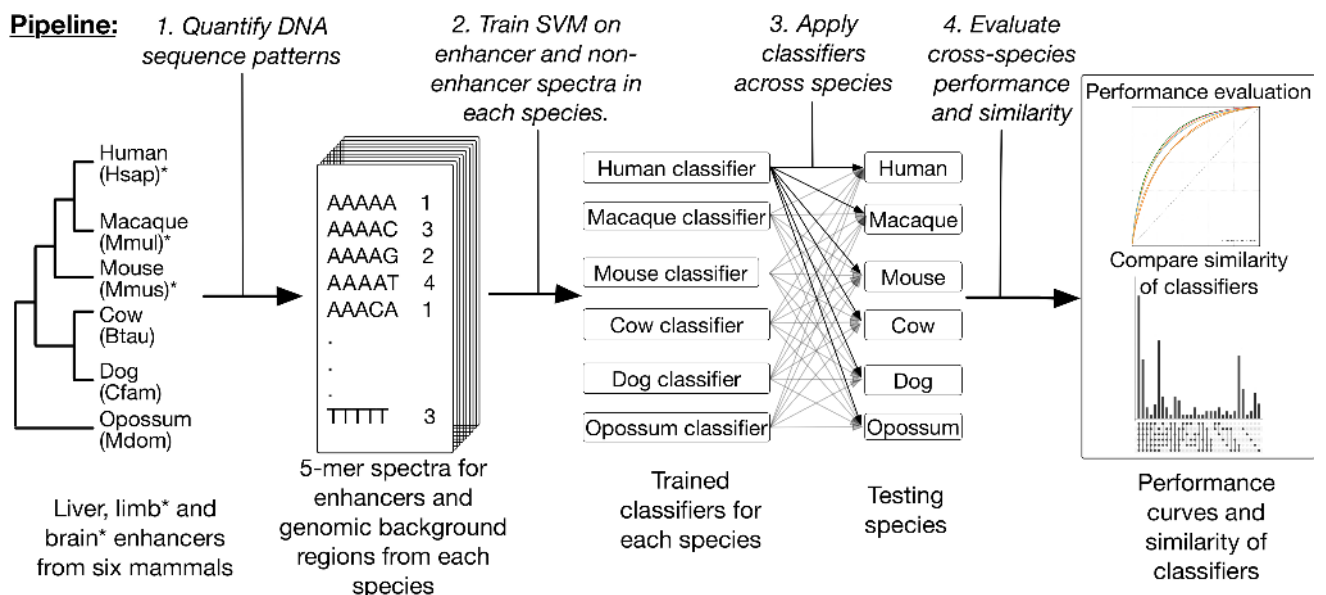 Pipeline:
1. Quantify DNA
sequence patterns
2. Train SVM on
enhancer and non-
enhancer spectra in
each species.
3. Apply
classifiers
across species
4. Evaluate
cross-species
performance
and similarity
Human
(Hsap)*
Macaque
(Mmul)*
Mouse
(Mmus)*
Cow
(Btau)
Dog
(Cfam)
Opossum
(Mdom)
Liver, limb* and
brain* enhancers
from six mammals
AAAAA 1
AAAAC 3
AAAAG 2
AAAAT 4
AAACA 1
.
.
.
TTTTT 3
5-mer spectra for
enhancers and
genomic background
regions from each
species
Human classifier
Macaque classifier
Mouse classifier
Cow classifier
Dog classifier
Opossum classifier
Trained
classifiers for
each species
Human
Macaque
Mouse
Cow
Dog
Opossum
Testing
species
Performance evaluation
Compare similarity
of classifiers
Performance
curves and
similarity of
classifiers